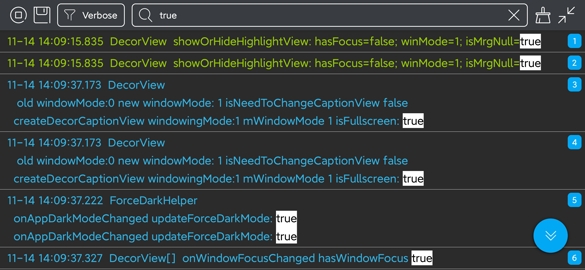 Verbose
true
11-14 14:09:15.835 DecorView showOrHideHighlightView: hasFocus=false; winMode=1; isMrgNull=true
1
11-14 14:09:15.835 DecorView showOrHideHighlightView: hasFocus=false; winMode=1; isMrgNull=true
2
11-14 14:09:37.173 DecorView
3
old windowMode:0 new windowMode: 1 isNeedToChangeCaptionView false
createDecorCaptionView windowingMode:1 mWindowMode 1 isFullscreen: true
11-14 14:09:37.173 DecorView
4
old windowMode:0 new windowMode: 1 isNeedToChangeCaptionView false
createDecorCaptionView windowingMode:1 mWindowMode 1 isFullscreen: true
11-14 14:09:37.222 ForceDarkHelper
5
onAppDarkModeChanged updateForceDarkMode: true
onAppDarkModeChanged updateForceDarkMode: true
11-14 14:09:37.327 DecorView[] onWindowFocusChanged hasWindowFocus true
6